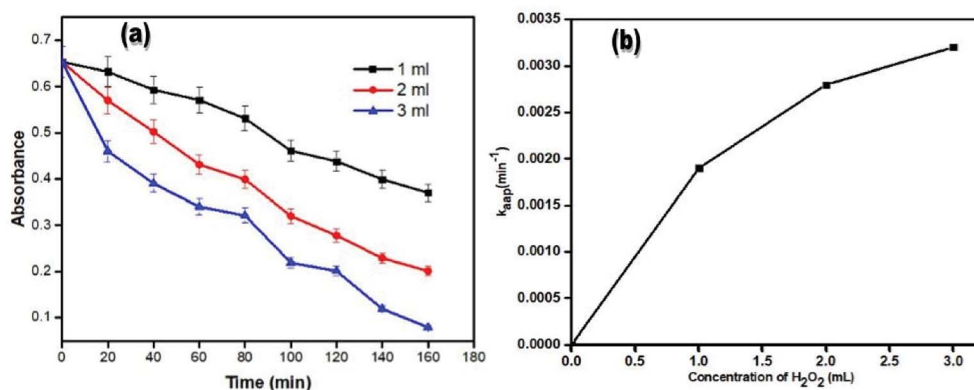 (a)
0.7
0.6
0.5
0.4
0.3
0.2
0.1
Absorbance
1 ml
2 ml
3 ml
0 20 40 60 80 100 120 140 160 180
Time (min)
(b)
0.0035
0.0030
0.0025
0.0020
0.0015
0.0010
0.0005
0.0000
k_aap(min⁻¹)
0.0 0.5 1.0 1.5 2.0 2.5 3.0
Concentration of H₂O₂ (mL)